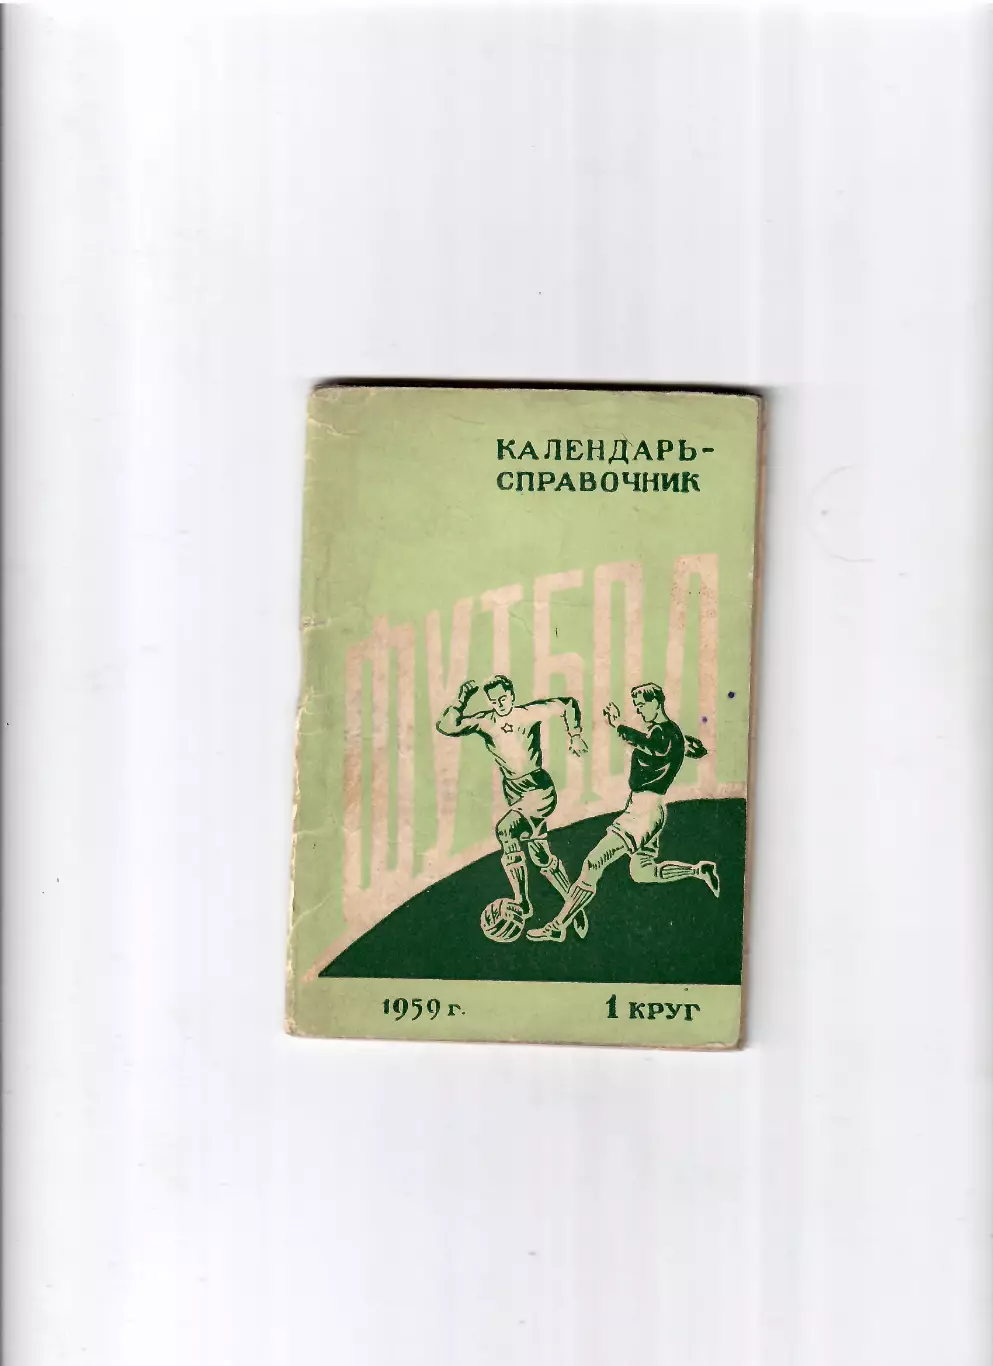 КАЛЕНДАРЬ-
СПРАВОЧНИК
ФУТБОЛ
1959 г.
1 КРУГ